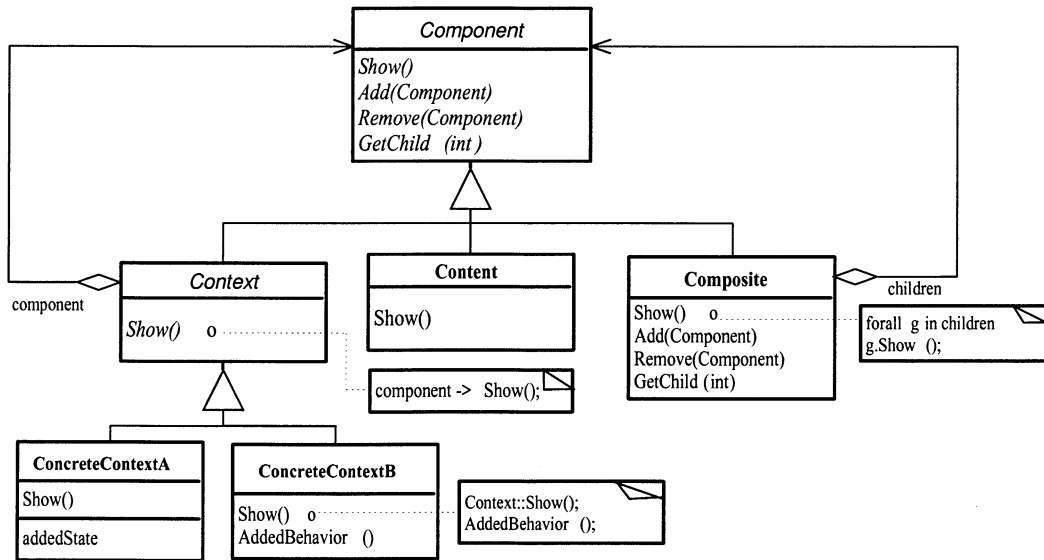 Component
Show()
Add(Component)
Remove(Component)
GetChild (int)
Context
Show() o
component
Content
Show()
Composite
Show() o
Add(Component)
Remove(Component)
GetChild (int)
children
forall g in children
g.Show ();
component -> Show();
ConcreteContextA
Show()
addedState
ConcreteContextB
Show() o
AddedBehavior ()
Context::Show();
AddedBehavior ();